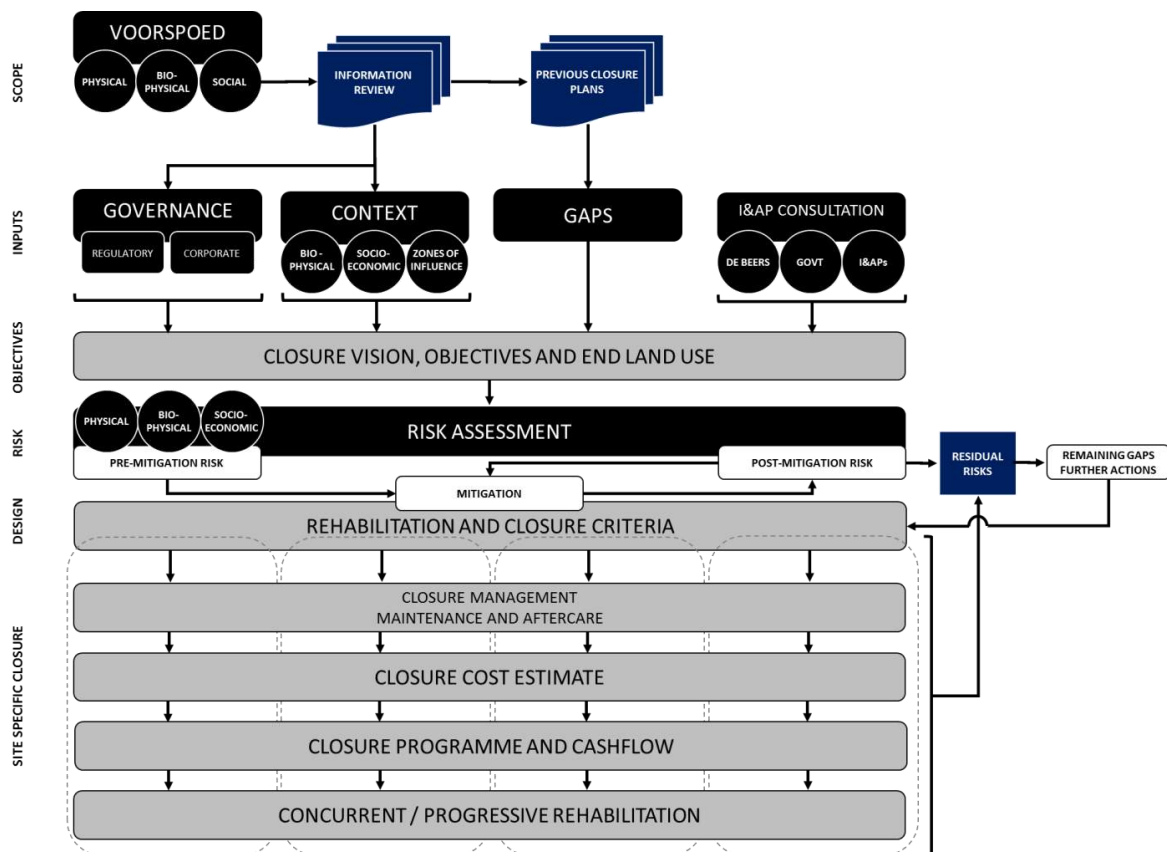 SCOPE
VOORSPOED
PHYSICAL
BIO-
PHYSICAL
SOCIAL
INFORMATION
REVIEW
PREVIOUS CLOSURE
PLANS
INPUTS
GOVERNANCE
REGULATORY
CORPORATE
CONTEXT
BIO -
PHYSICAL
SOCIO-
ECONOMIC
ZONES OF
INFLUENCE
GAPS
I&AP CONSULTATION
DE BEERS
GOVT
I&APs
OBJECTIVES
CLOSURE VISION, OBJECTIVES AND END LAND USE
RISK
PHYSICAL
BIO-
PHYSICAL
SOCIO-
ECONOMIC
RISK ASSESSMENT
PRE-MITIGATION RISK
MITIGATION
POST-MITIGATION RISK
RESIDUAL
RISKS
REMAINING GAPS
FURTHER ACTIONS
DESIGN
REHABILITATION AND CLOSURE CRITERIA
SITE SPECIFIC CLOSURE
CLOSURE MANAGEMENT
MAINTENANCE AND AFTERCARE
CLOSURE COST ESTIMATE
CLOSURE PROGRAMME AND CASHFLOW
CONCURRENT / PROGRESSIVE REHABILITATION